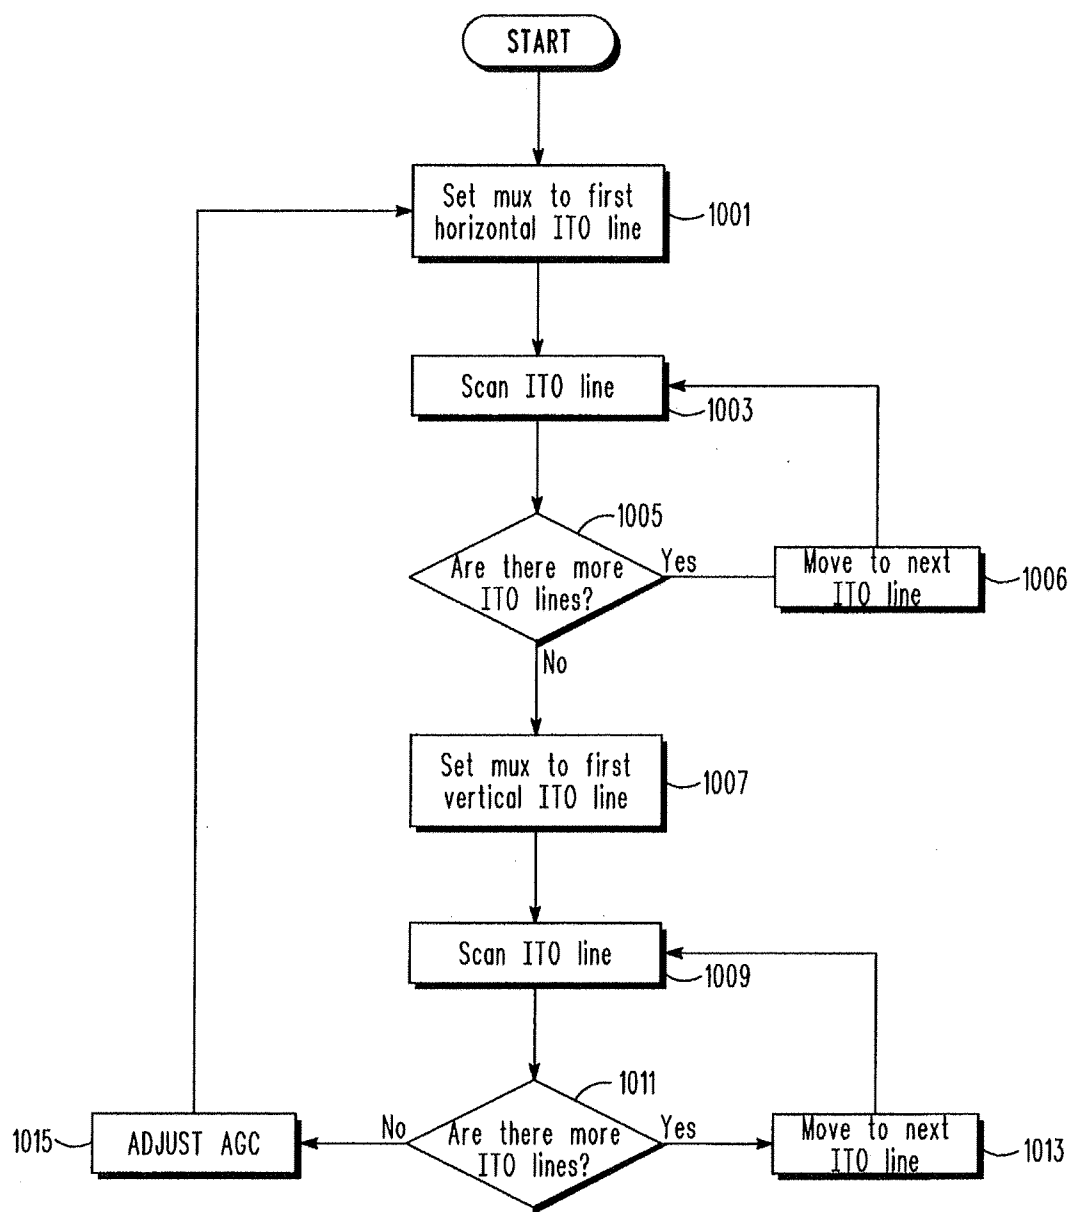 START
Set mux to first
horizontal ITO line
1001
Scan ITO line
1003
1005
Are there more
ITO lines?
Yes
Move to next
ITO line
1006
No
Set mux to first
vertical ITO line
1007
Scan ITO line
1009
1011
Are there more
ITO lines?
No
Yes
1015
ADJUST AGC
Move to next
ITO line
1013